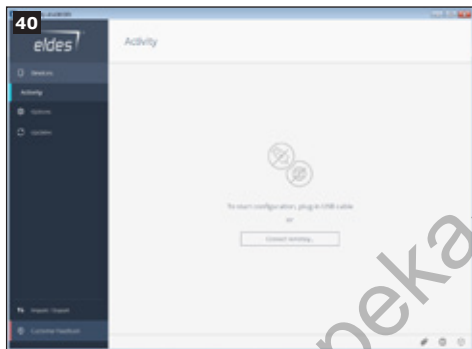 40
eldes
Activity
Devices
Activity
Options
Updates
To start configuration, plug in USB cable
or
Connect remotely...
Import / Export
Customer Feedback
peka